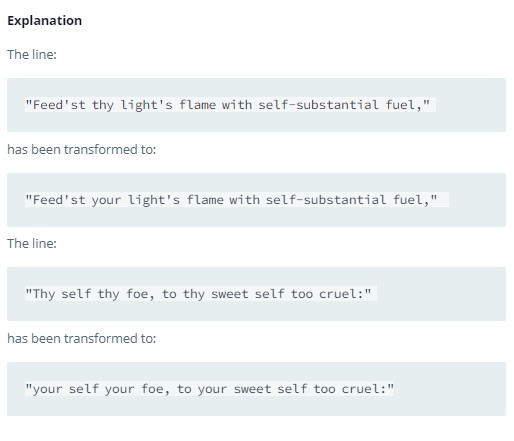 Explanation
The line:
"Feed'st thy light's flame with self-substantial fuel,"
has been transformed to:
"Feed'st your light's flame with self-substantial fuel,"
The line:
"Thy self thy foe, to thy sweet self too cruel:"
has been transformed to:
"your self your foe, to your sweet self too cruel:"